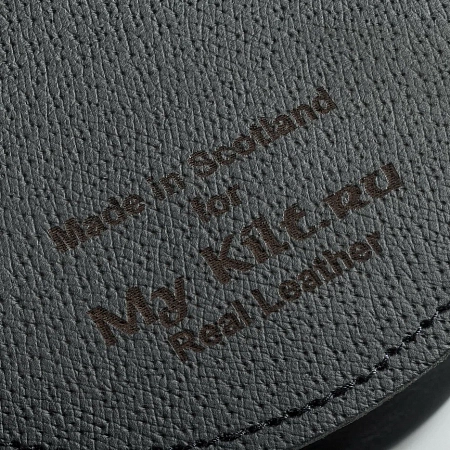 Made in Scotland
for
My Kilt.ru
Real Leather